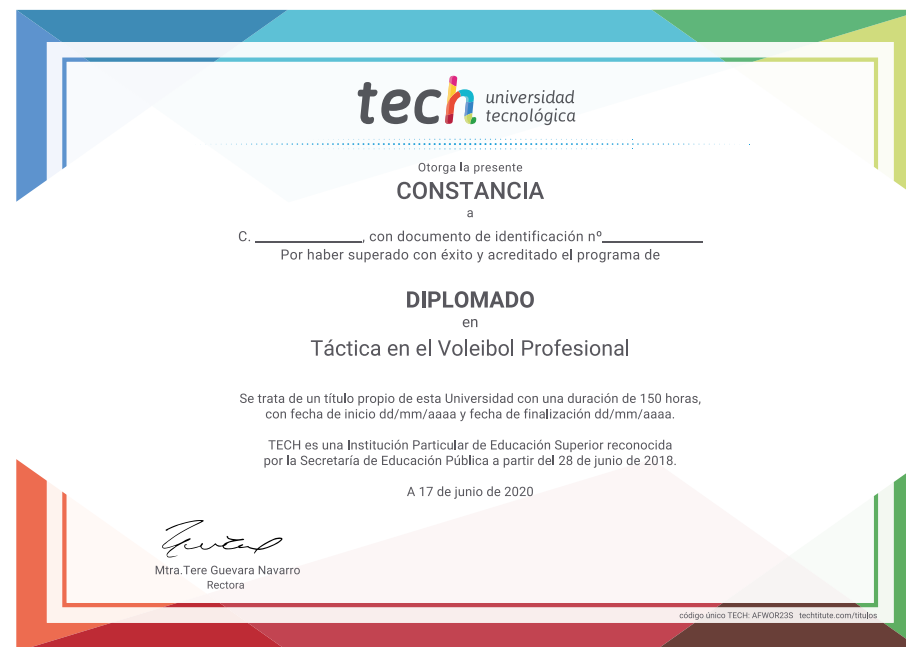 tech universidad
tecnológica
Otorga la presente
CONSTANCIA
a
C. ____________, con documento de identificación nº____________
Por haber superado con éxito y acreditado el programa de
DIPLOMADO
en
Táctica en el Voleibol Profesional
Se trata de un título propio de esta Universidad con una duración de 150 horas,
con fecha de inicio dd/mm/aaaa y fecha de finalización dd/mm/aaaa.
TECH es una Institución Particular de Educación Superior reconocida
por la Secretaría de Educación Pública a partir del 28 de junio de 2018.
A 17 de junio de 2020
Mtra.Tere Guevara Navarro
Rectora
código único TECH: AFWOR23S techtitute.com/titulos